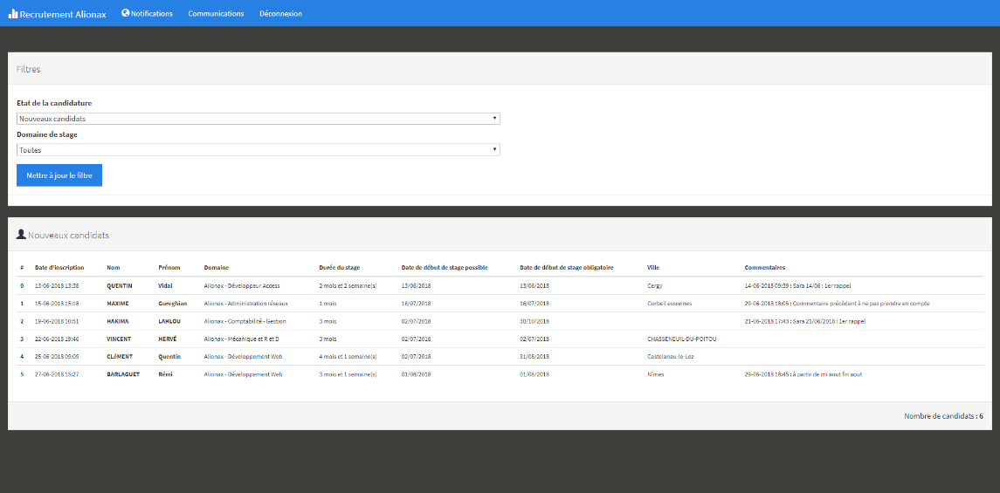 Recrutement Alionax Notifications Communications Déconnexion
Filtres
Etat de la candidature
Nouveaux candidats
Domaine de stage
Toutes
Mettre à jour le filtre
Nouveaux candidats
# Date d'inscription Nom Prénom Domaine Durée du stage Date de début de stage possible Date de début de stage obligatoire Ville Commentaires
0 13-06-2018 13:38 QUENTIN Vidal Alionax - Développeur Access 2 mois et 2 semaine(s) 13/06/2018 13/06/2018 Cergy 14-06-2018 09:39 : Sara 14/06 : 1er rappel
1 15-06-2018 15:18 MAXIME Gureghian Alionax - Administration réseaux 1 mois 16/07/2018 16/07/2018 Corbeil essonnes 29-06-2018 18:05 : Commentaire précédent à ne pas prendre en compte
2 19-06-2018 10:51 HAKIMA LAHLOU Alionax - Comptabilité - Gestion 3 mois 02/07/2018 30/10/2018 21-06-2018 17:43 : Sara 21/06/2018 : 1er rappel
3 22-06-2018 19:46 VINCENT HERVÉ Alionax - Mécanique et R et D 3 mois 02/07/2018 02/07/2018 CHASSENEUIL-DU-POITOU
4 25-06-2018 09:09 CLéMENT Quentin Alionax - Développement Web 4 mois et 1 semaine(s) 02/07/2018 31/08/2018 Castelanau-le-Lez
5 27-06-2018 15:27 BARLAGUET Rémi Alionax - Développement Web 3 mois et 1 semaine(s) 01/08/2018 01/08/2018 Nîmes 29-06-2018 18:45 : à partir de mi aout fin aout
Nombre de candidats : 6